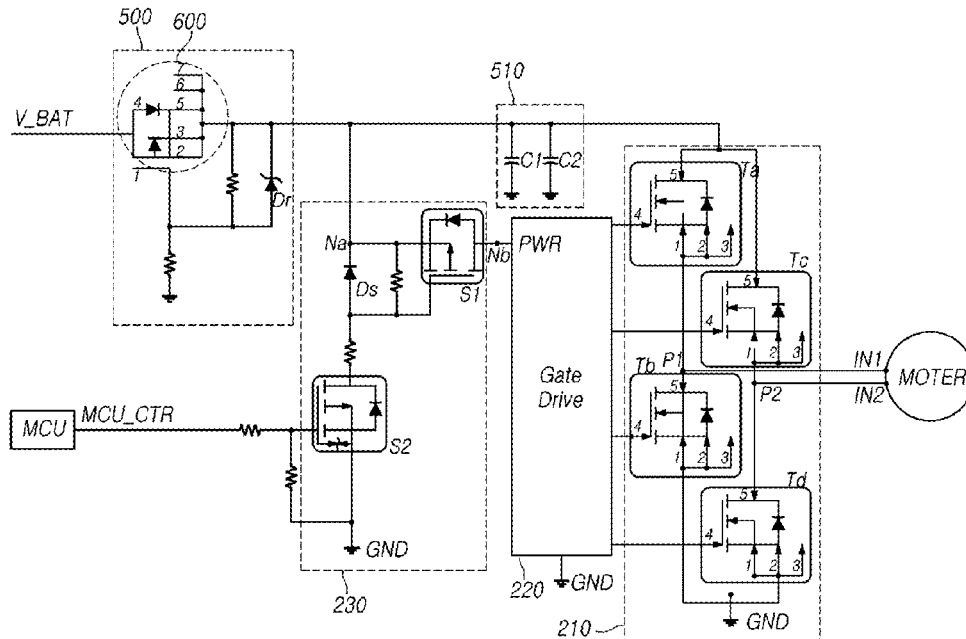 500
600
7
6
4
5
V_BAT
3
2
1
Dr
510
C1
C2
Na
Ds
S1
Nb
PWR
Gate
Drive
MCU
MCU_CTR
S2
GND
230
220
GND
210
Ta
5
4
1
2
3
Tc
5
4
1
2
3
P1
Tb
5
4
1
2
3
P2
IN1
IN2
MOTER
Td
5
4
1
2
3
GND